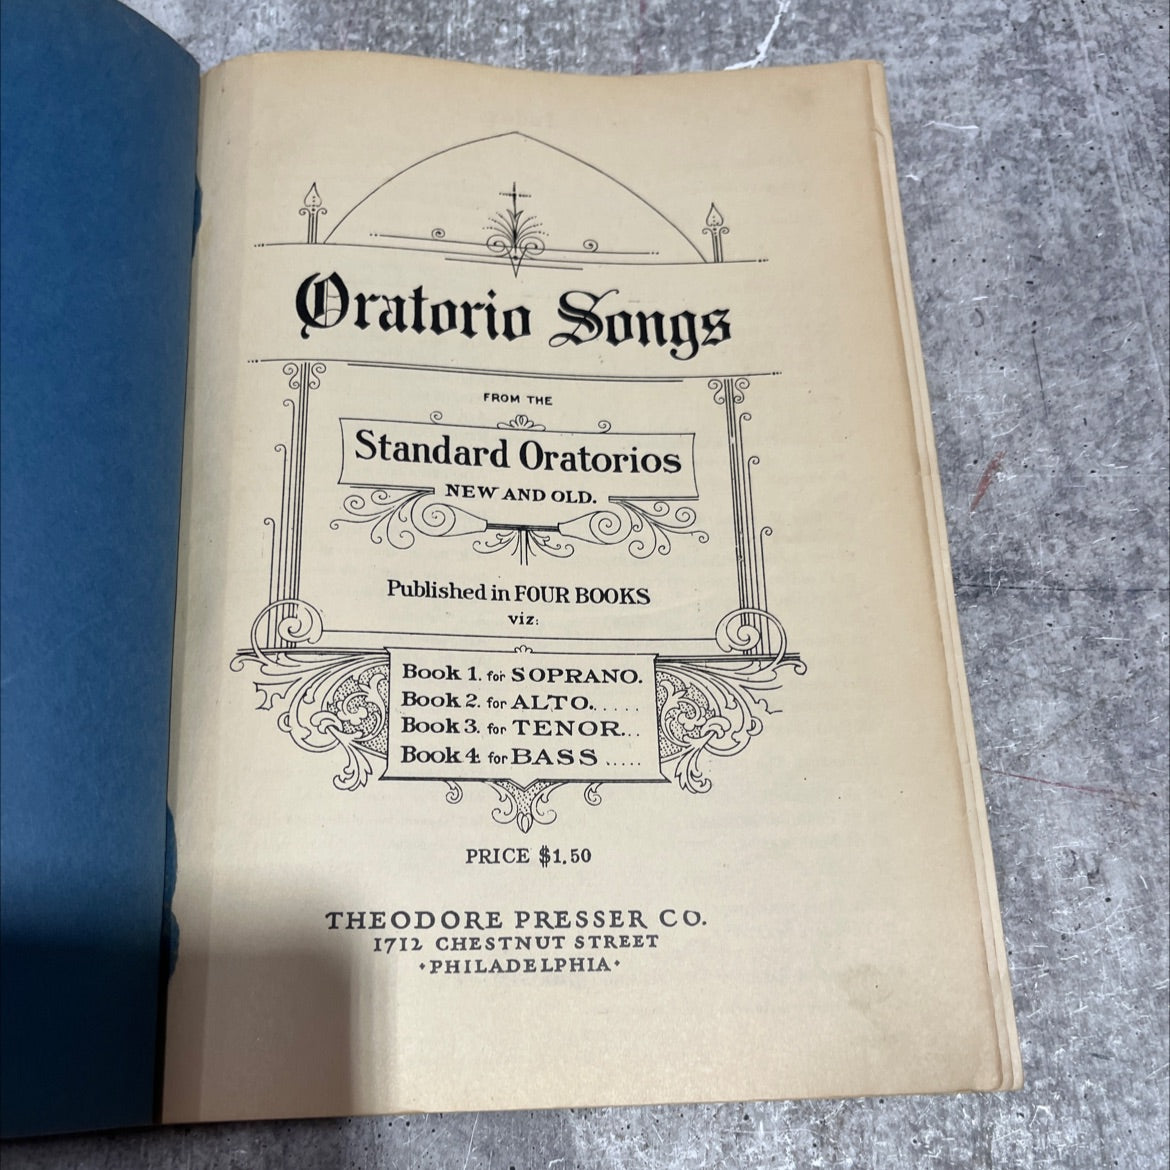 Oratorio Songs
FROM THE
Standard Oratorios
NEW AND OLD.
Published in FOUR BOOKS
viz:
Book 1. for SOPRANO.
Book 2. for ALTO......
Book 3. for TENOR...
Book 4 for BASS .....
PRICE $1.50
THEODORE PRESSER CO.
1712 CHESTNUT STREET
·PHILADELPHIA·